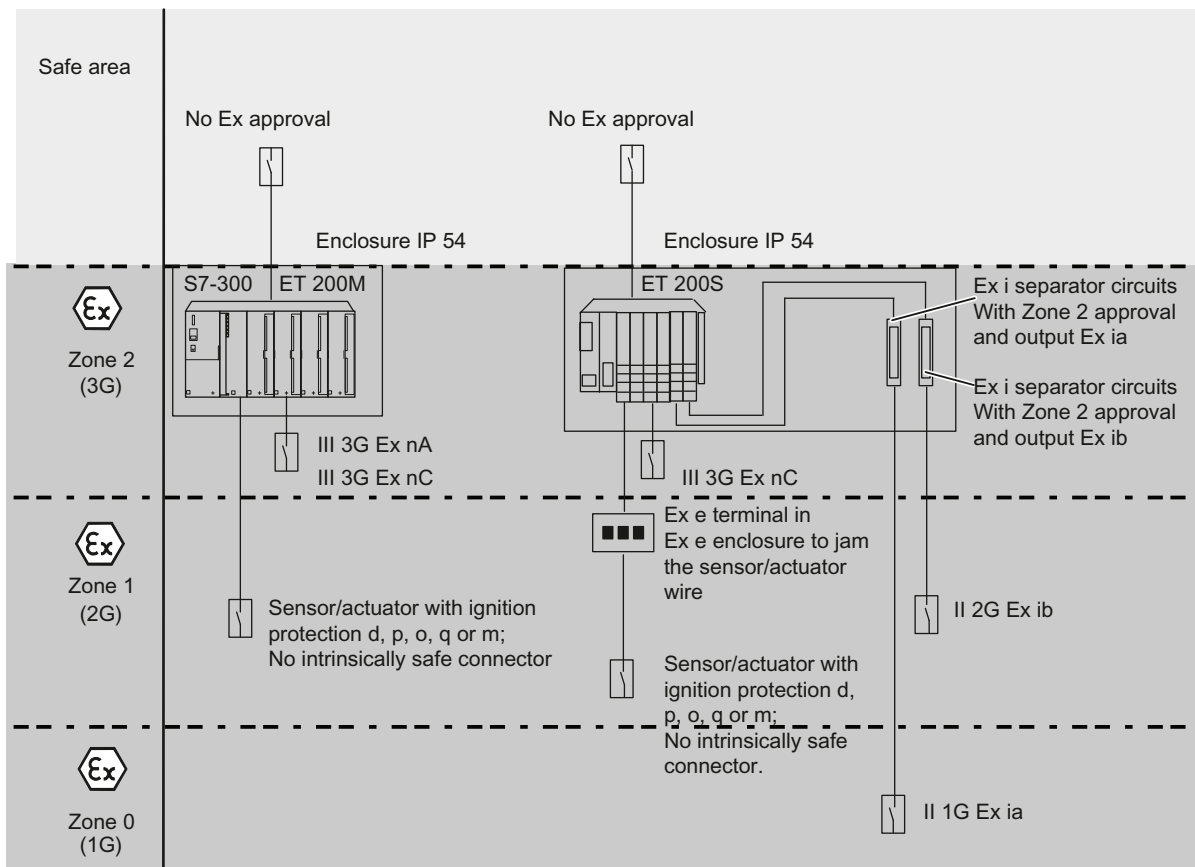 Safe area
No Ex approval
No Ex approval
Enclosure IP 54
Enclosure IP 54
S7-300
ET 200M
ET 200S
Ex i separator circuits
With Zone 2 approval
and output Ex ia
Ex i separator circuits
With Zone 2 approval
and output Ex ib
Ex
Zone 2
(3G)
III 3G Ex nA
III 3G Ex nC
III 3G Ex nC
Ex
Zone 1
(2G)
Ex e terminal in
Ex e enclosure to jam
the sensor/actuator
wire
Sensor/actuator with ignition
protection d, p, o, q or m;
No intrinsically safe connector
II 2G Ex ib
Sensor/actuator with
ignition protection d,
p, o, q or m;
No intrinsically safe
connector.
Ex
Zone 0
(1G)
II 1G Ex ia